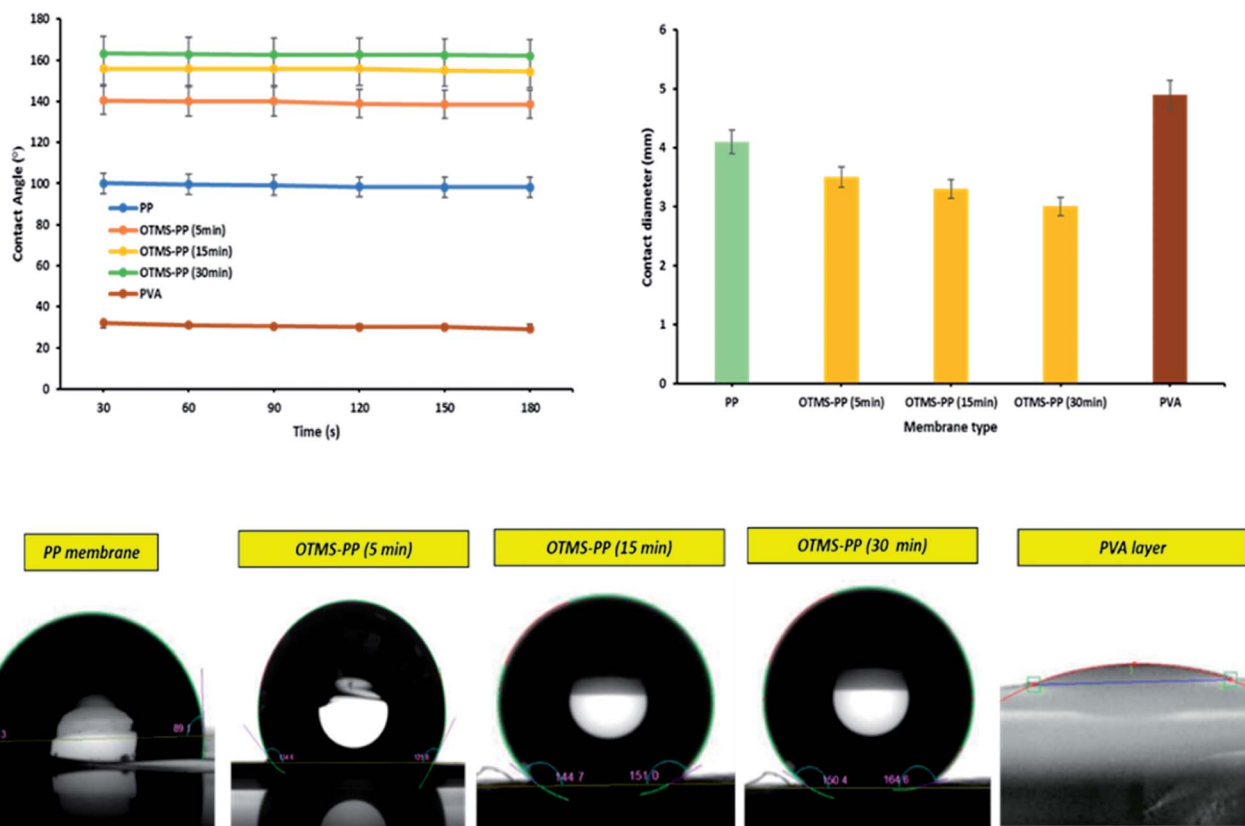 180
160
140
120
100
80
60
40
20
0
Contact Angle (°)
PP
OTMS-PP (5min)
OTMS-PP (15min)
OTMS-PP (30min)
PVA
30 60 90 120 150 180
Time (s)
6
5
4
3
2
1
0
Contact diameter (mm)
PP OTMS-PP (5min) OTMS-PP (15min) OTMS-PP (30min) PVA
Membrane type
PP membrane
OTMS-PP (5 min)
OTMS-PP (15 min)
OTMS-PP (30 min)
PVA layer
3 89.1
144.7 151.0
150.4 164.6